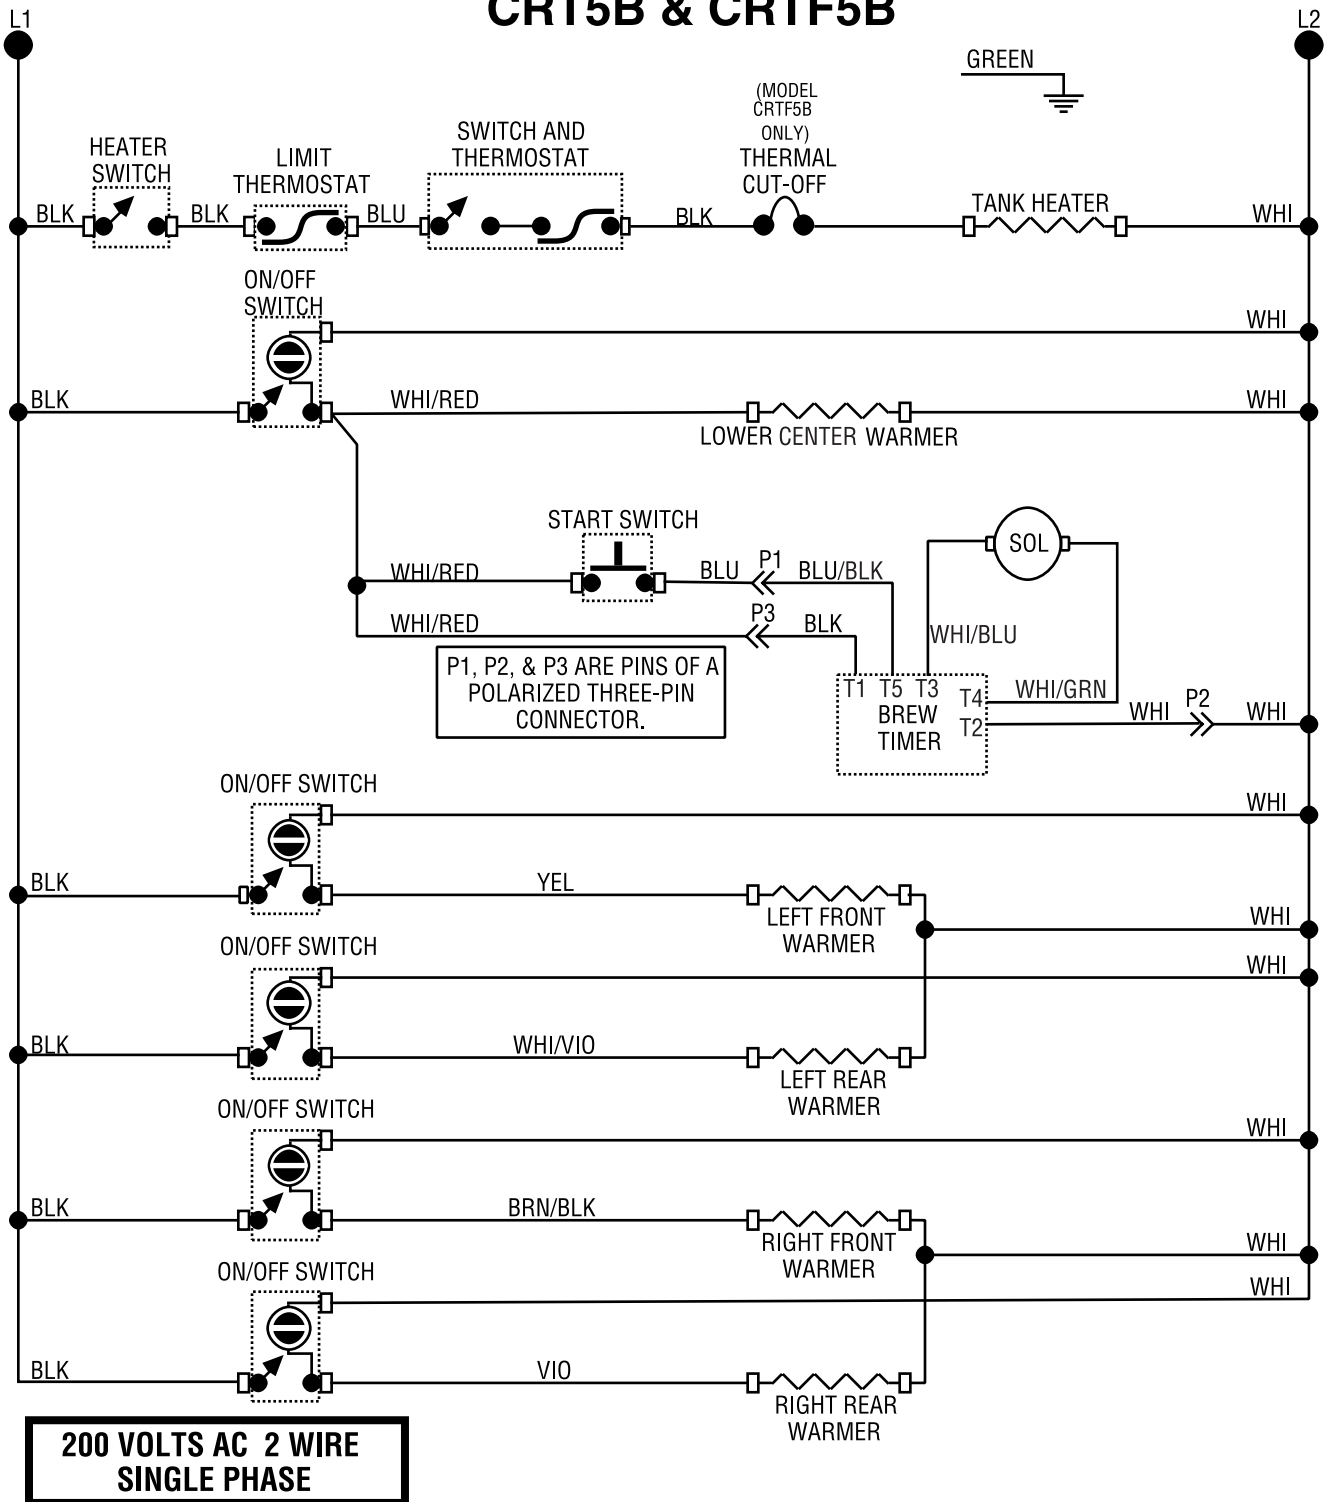 CRT5B & CRTF5B
L1
L2
GREEN
(MODEL
CRTF5B
ONLY)
THERMAL
CUT-OFF
SWITCH AND
THERMOSTAT
HEATER
SWITCH
LIMIT
THERMOSTAT
TANK HEATER
BLK
BLK
BLU
BLK
WHI
ON/OFF
SWITCH
WHI
BLK
WHI/RED
WHI
LOWER CENTER WARMER
START SWITCH
SOL
WHI/RED
BLU
P1
BLU/BLK
WHI/RED
P3
BLK
WHI/BLU
P1, P2, & P3 ARE PINS OF A
POLARIZED THREE-PIN
CONNECTOR.
T1 T5 T3
T4
T2
BREW
TIMER
WHI/GRN
WHI
P2
WHI
ON/OFF SWITCH
WHI
BLK
YEL
LEFT FRONT
WARMER
WHI
ON/OFF SWITCH
WHI
BLK
WHI/VIO
LEFT REAR
WARMER
ON/OFF SWITCH
WHI
BLK
BRN/BLK
RIGHT FRONT
WARMER
WHI
ON/OFF SWITCH
WHI
BLK
VIO
RIGHT REAR
WARMER
200 VOLTS AC 2 WIRE
SINGLE PHASE